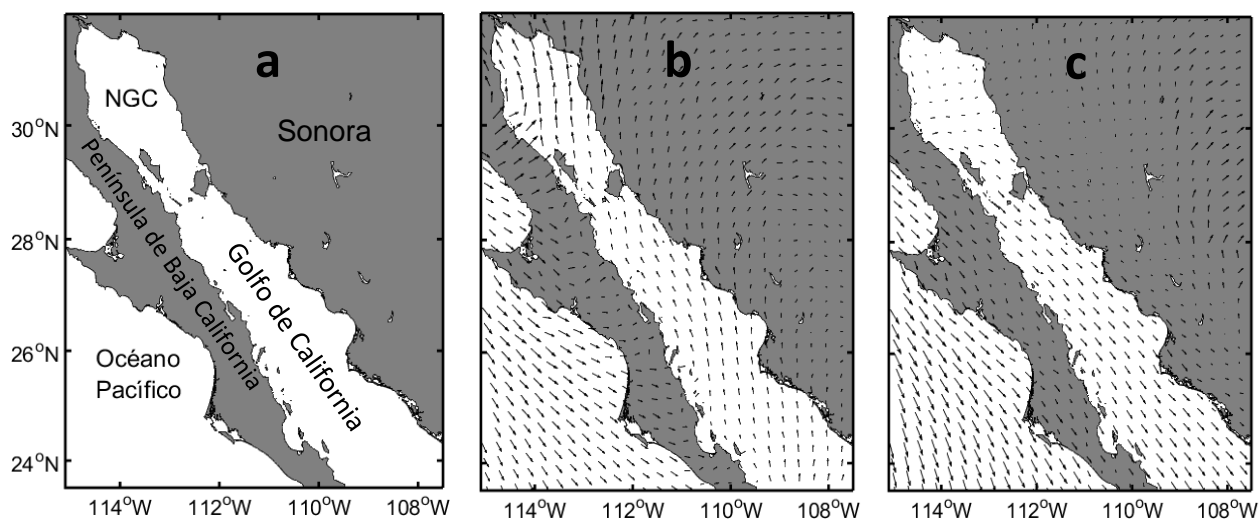 a
b
c
NGC
Sonora
30°N
Península de Baja California
28°N
Golfo de California
26°N
Océano
Pacífico
24°N
114°W
112°W
110°W
108°W
114°W
112°W
110°W
108°W
114°W
112°W
110°W
108°W